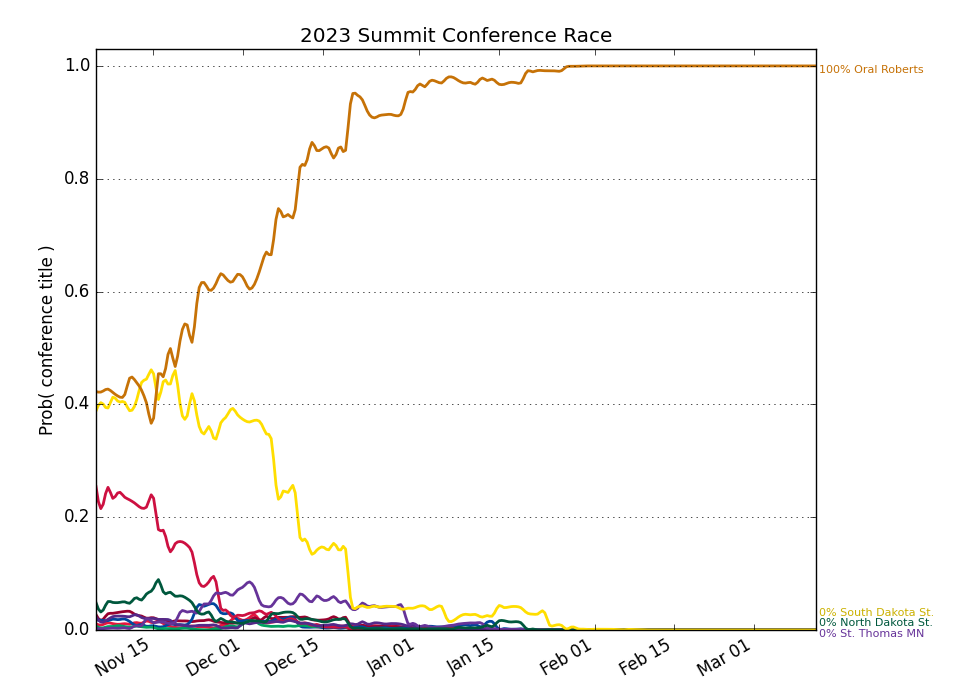 2023 Summit Conference Race
Prob( conference title )
1.0
0.8
0.6
0.4
0.2
0.0
Nov 15
Dec 01
Dec 15
Jan 01
Jan 15
Feb 01
Feb 15
Mar 01
100% Oral Roberts
0% South Dakota St.
0% North Dakota St.
0% St. Thomas MN